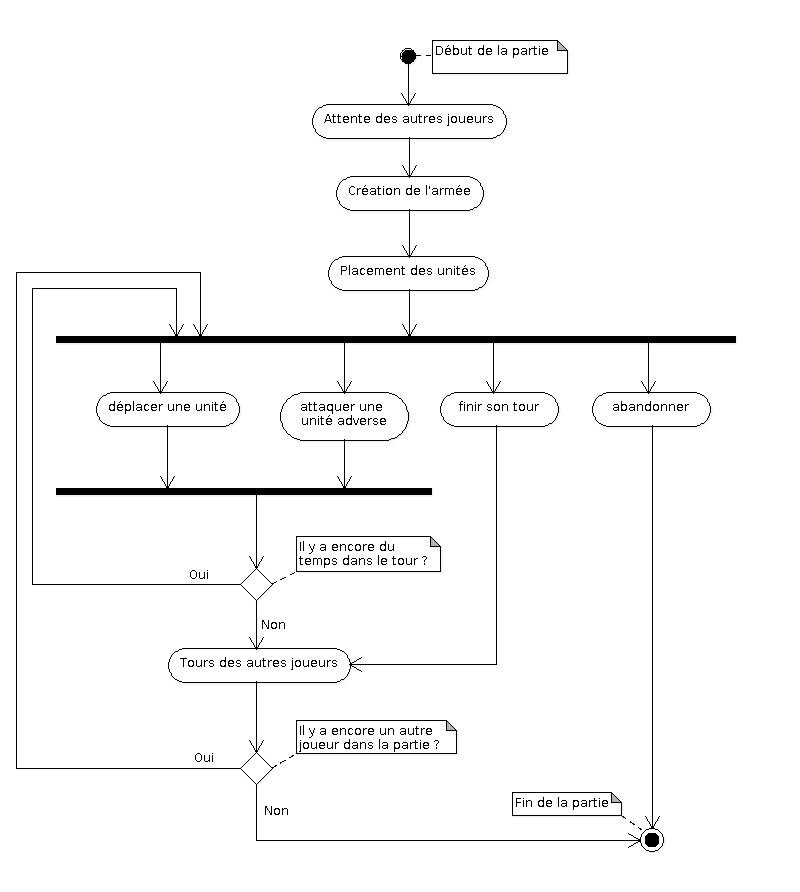 Début de la partie
Attente des autres joueurs
Création de l'armée
Placement des unités
déplacer une unité
attaquer une
unité adverse
finir son tour
abandonner
Il y a encore du
temps dans le tour ?
Oui
Non
Tours des autres joueurs
Il y a encore un autre
joueur dans la partie ?
Oui
Non
Fin de la partie